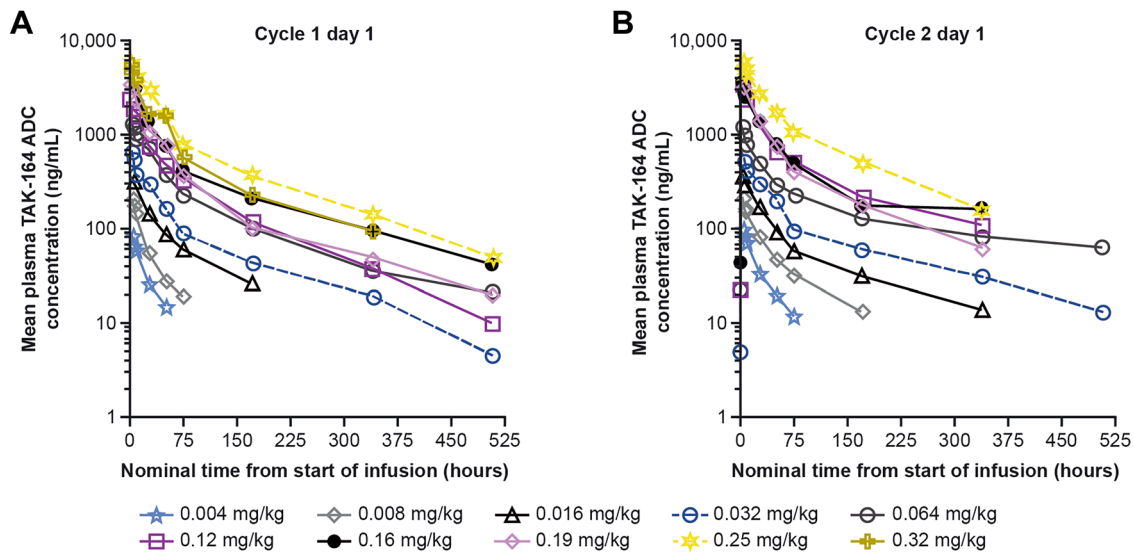 A
Cycle 1 day 1
Mean plasma TAK-164 ADC
concentration (ng/mL)
10,000
1000
100
10
1
0 75 150 225 300 375 450 525
Nominal time from start of infusion (hours)
B
Cycle 2 day 1
Mean plasma TAK-164 ADC
concentration (ng/mL)
10,000
1000
100
10
1
0 75 150 225 300 375 450 525
Nominal time from start of infusion (hours)
0.004 mg/kg 0.008 mg/kg 0.016 mg/kg 0.032 mg/kg 0.064 mg/kg
0.12 mg/kg 0.16 mg/kg 0.19 mg/kg 0.25 mg/kg 0.32 mg/kg